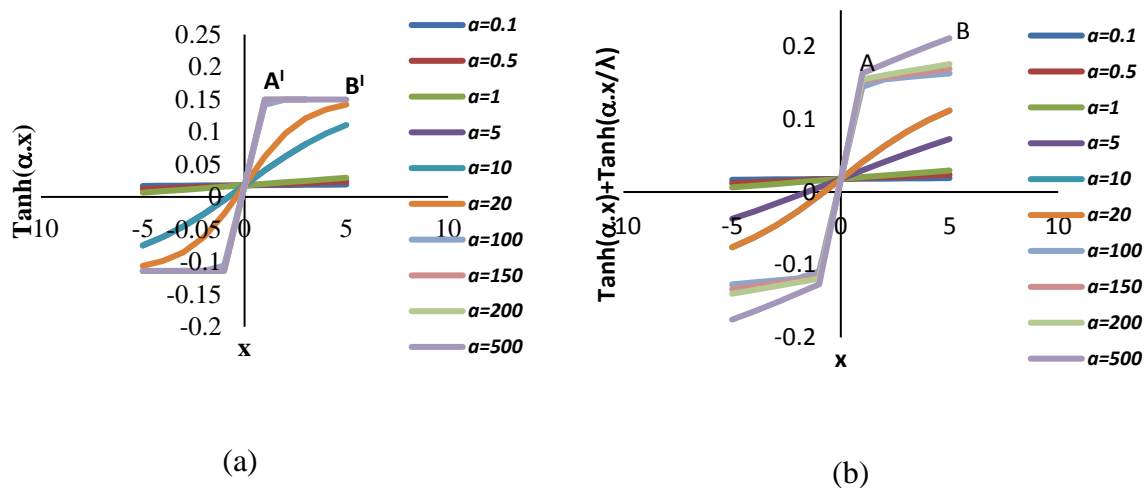 Tanh(α.x)
0.25
0.2
0.15
0.1
0.05
0
-0.05
-0.1
-0.15
-0.2
-10
-5
0
5
10
x
A^I
B^I
a=0.1
a=0.5
a=1
a=5
a=10
a=20
a=100
a=150
a=200
a=500
(a)
Tanh(α.x)+Tanh(α.x/λ)
0.2
0.1
0
-0.1
-0.2
-10
-5
0
5
10
x
A
B
a=0.1
a=0.5
a=1
a=5
a=10
a=20
a=100
a=150
a=200
a=500
(b)